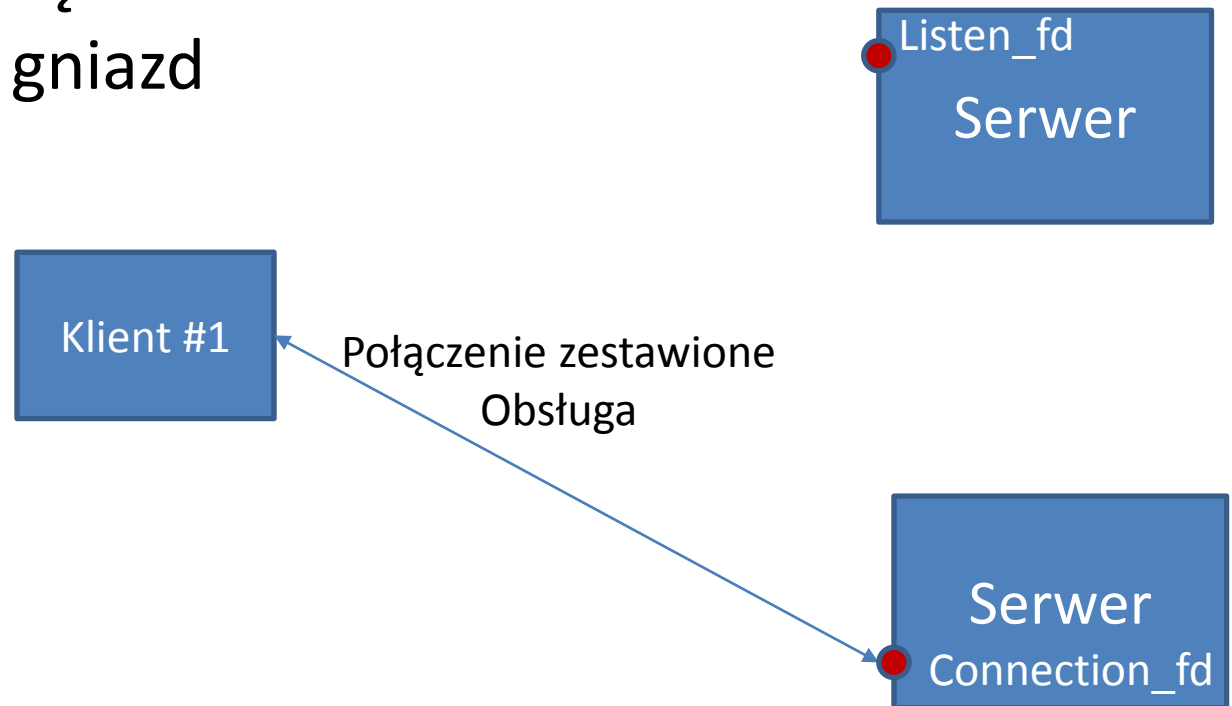 gniazd
Listen_fd
Serwer
Klient #1
Połączenie zestawione
Obsługa
Serwer
Connection_fd